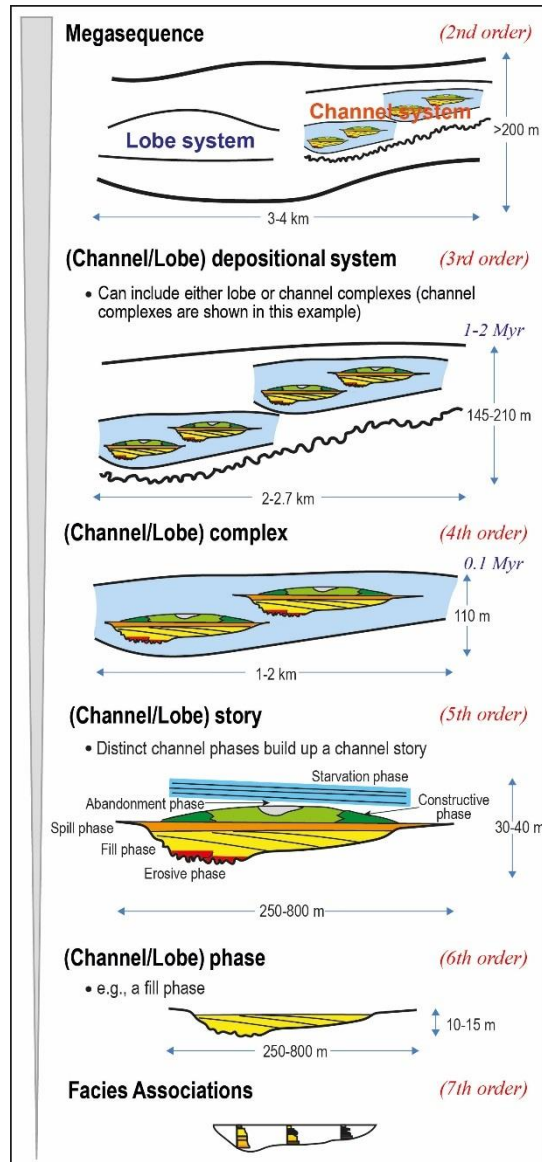 Megasequence (2nd order)
Lobe system
Channel system
>200 m
3-4 km
(Channel/Lobe) depositional system (3rd order)
• Can include either lobe or channel complexes (channel
complexes are shown in this example)
1-2 Myr
145-210 m
2-2.7 km
(Channel/Lobe) complex (4th order)
0.1 Myr
110 m
1-2 km
(Channel/Lobe) story (5th order)
• Distinct channel phases build up a channel story
Starvation phase
Abandonment phase
Constructive
phase
Spill phase
30-40 m
Fill phase
Erosive phase
250-800 m
(Channel/Lobe) phase (6th order)
• e.g., a fill phase
10-15 m
250-800 m
Facies Associations (7th order)